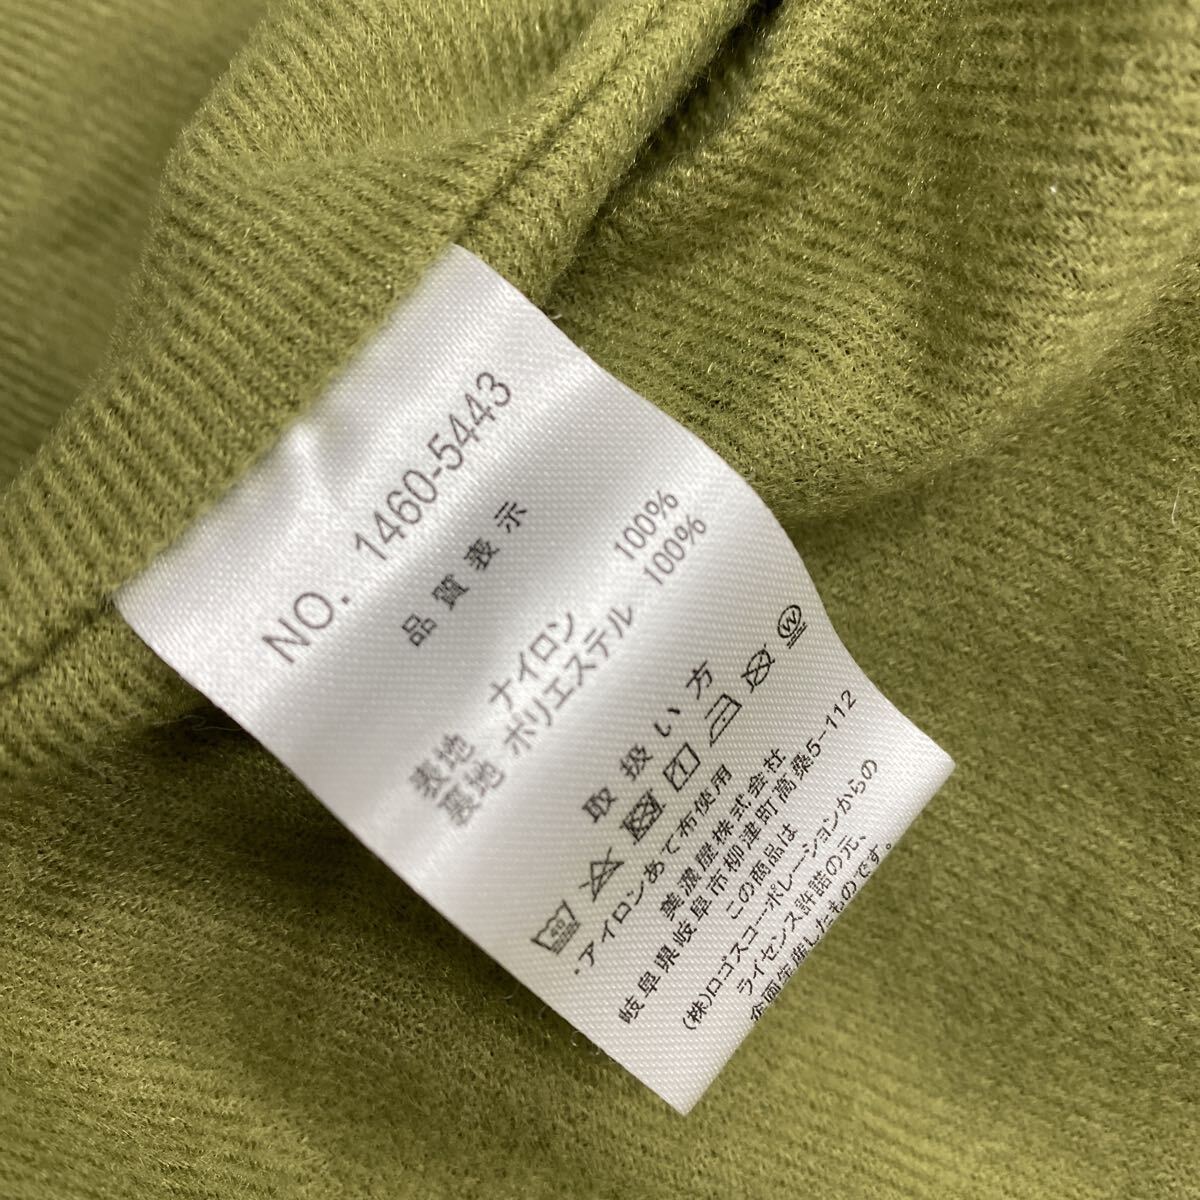 NO. 1460-5443
品質表示
表地 ナイロン 100%
裏地 ポリエステル 100%
取扱い方
40
・アイロンあて布使用
美濃屋株式会社
岐阜県岐阜市柳津町高桑5-112
この商品は
(株)ロゴスコーポレーションからの
ライセンス許諾の元、
企画生産したものです。